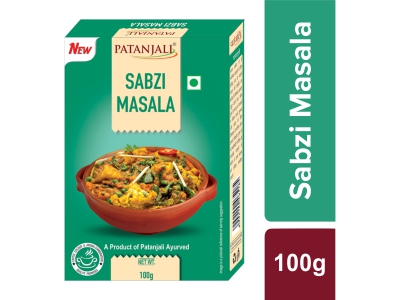 NEW
PATANJALI®
SABZI
MASALA
A Product of Patanjali Ayurved
NET WT.
100g
Sabzi Masala
100g